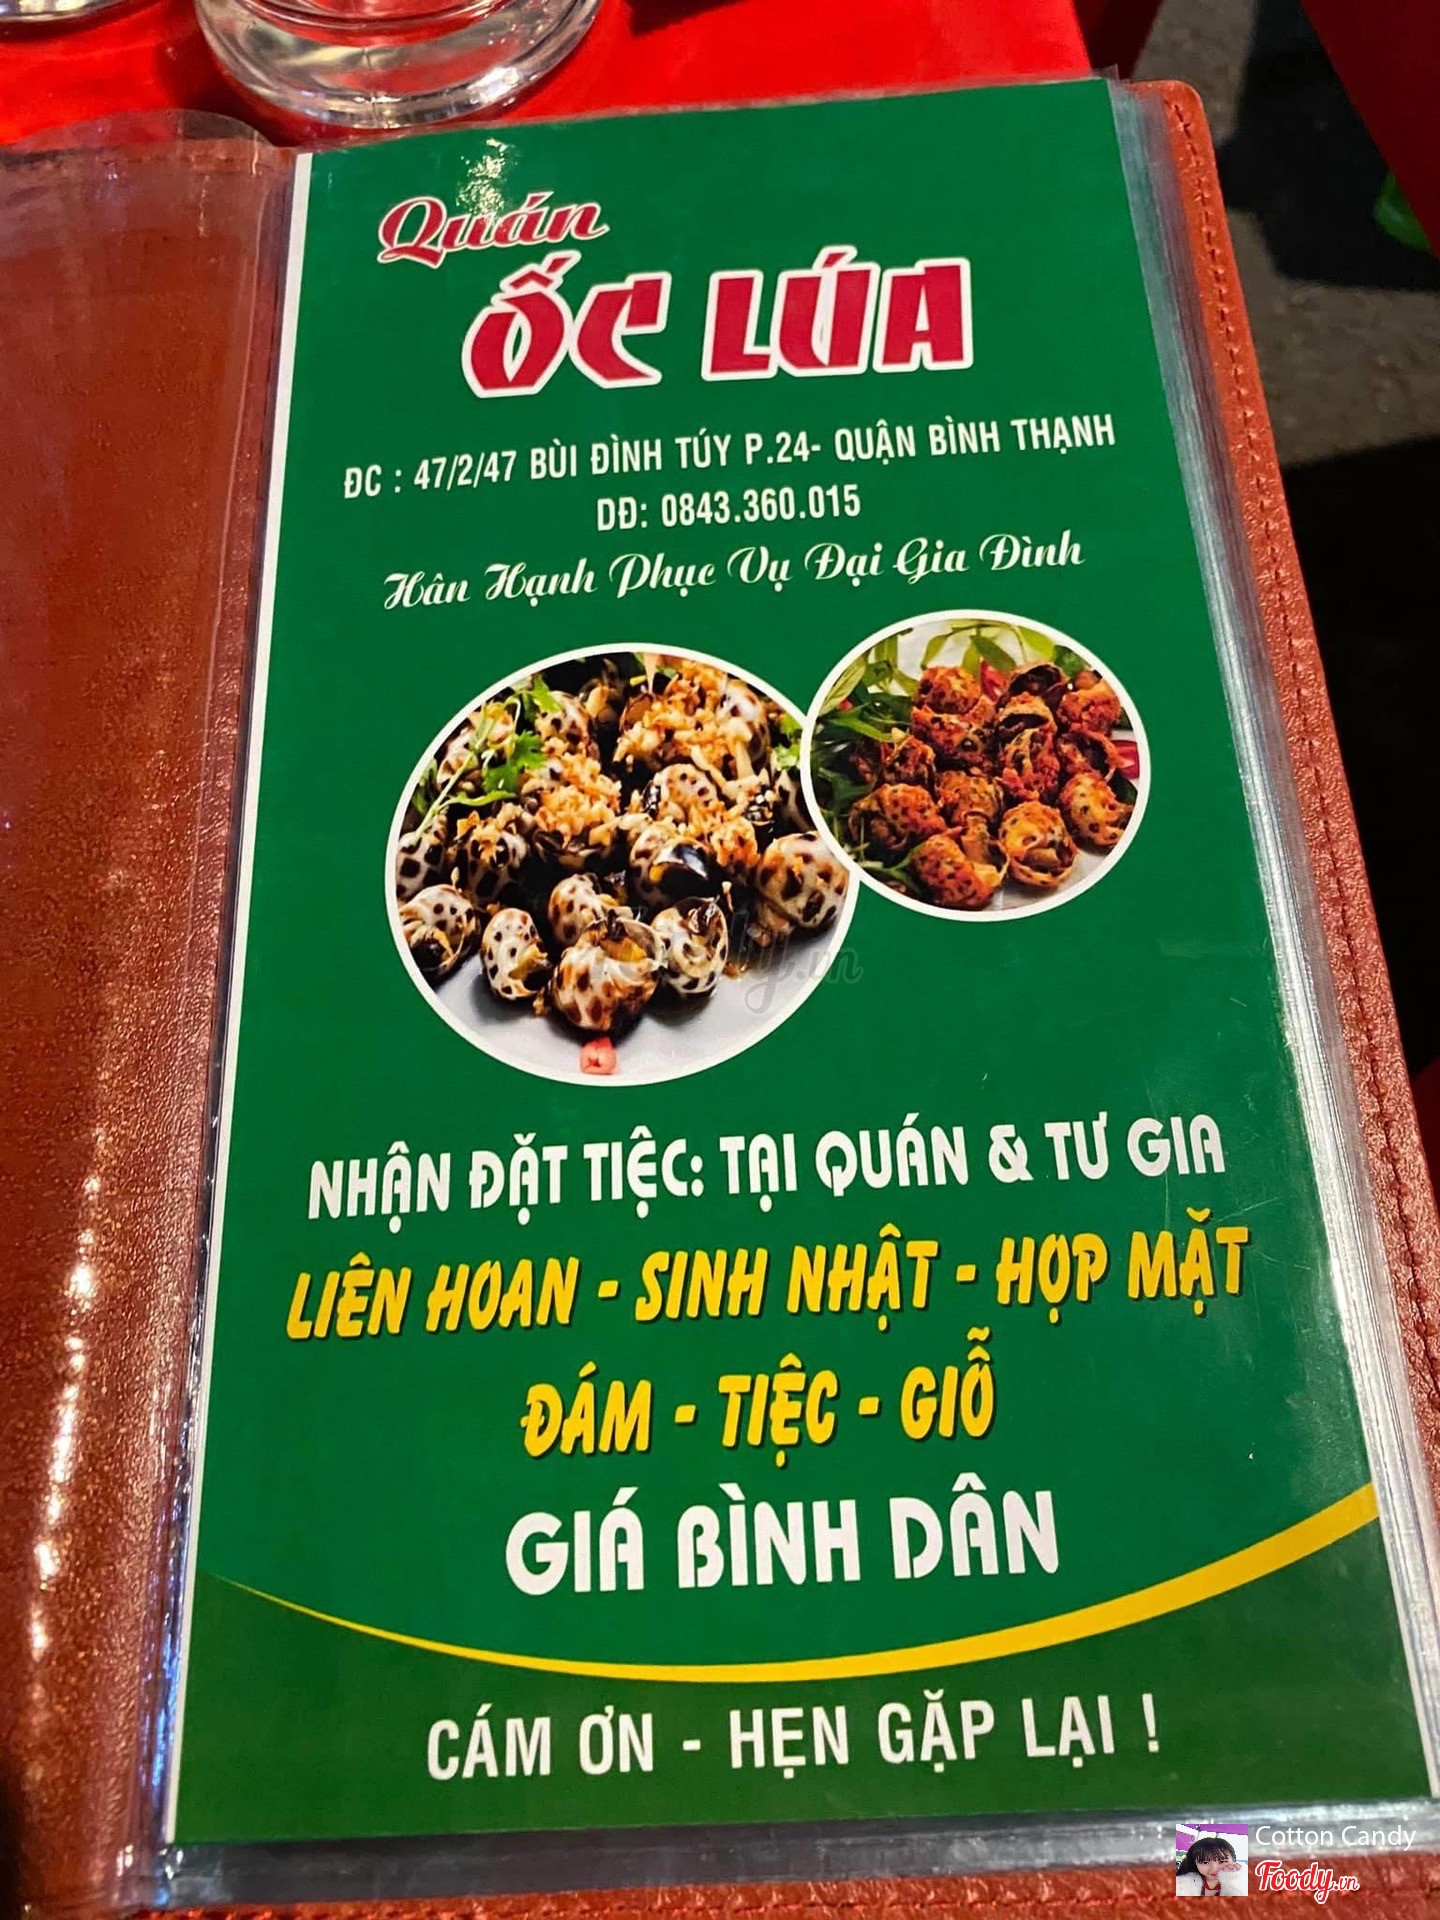 Quán
ỐC LÚA
ĐC : 47/2/47 BÙI ĐÌNH TÚY P.24- QUẬN BÌNH THẠNH
DĐ: 0843.360.015
Hân Hạnh Phục Vụ Đại Gia Đình
NHẬN ĐẶT TIỆC: TẠI QUÁN & TƯ GIA
LIÊN HOAN - SINH NHẬT - HỌP MẶT
ĐÁM - TIỆC - GIỖ
GIÁ BÌNH DÂN
CÁM ƠN - HẸN GẶP LẠI !
Cotton Candy
Foody.vn